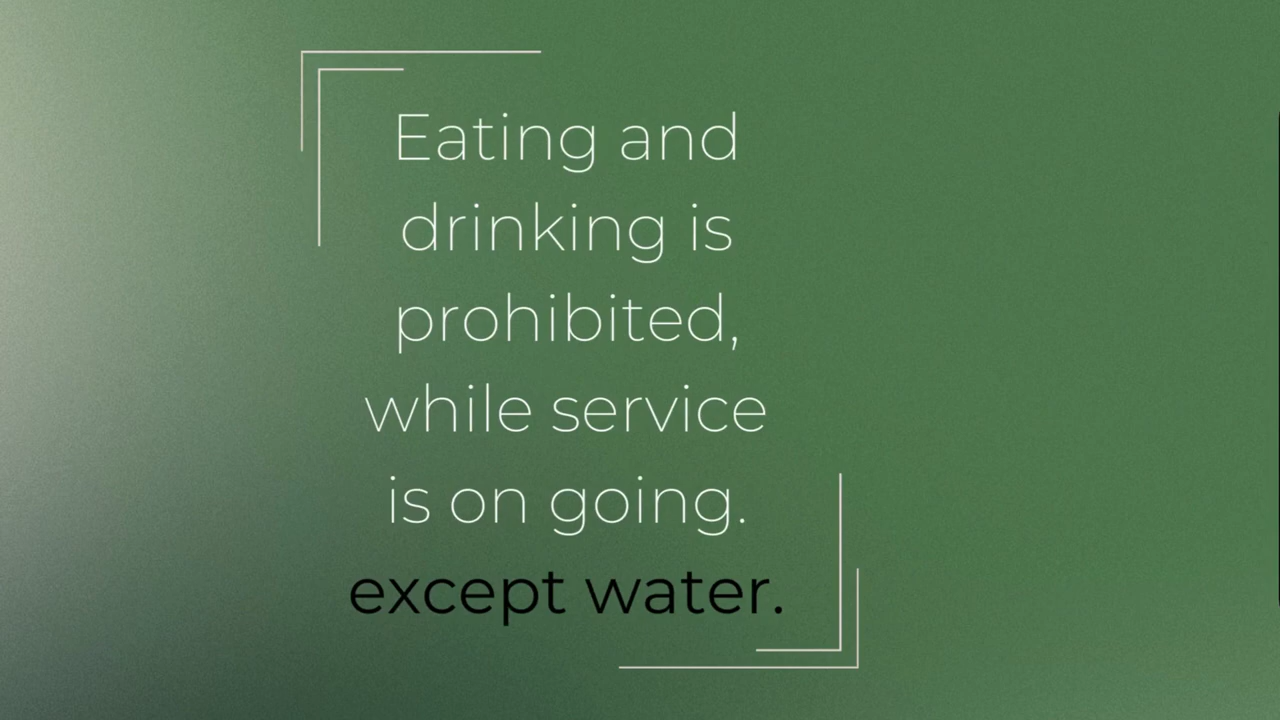 Eating and
drinking is
prohibited,
while service
is on going.
except water.